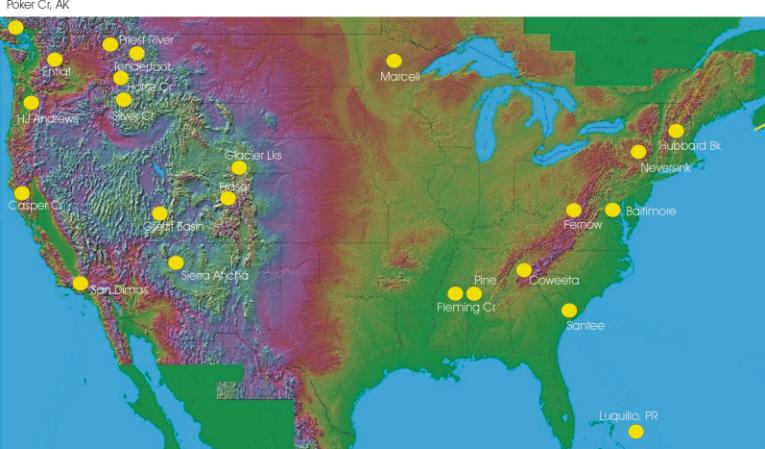 Poker Cr, AK
Priest River
Entiat
Tenderfoot
Marcell
Horse Cr
HJ Andrews
Silver Cr
Hubbard Bk
Glacier Lks
Neversink
Fraser
Casper Cr
Baltimore
Great Basin
Fernow
Sierra Ancha
Pine
Coweeta
San Dimas
Fleming Cr
Santee
Luquillo, PR